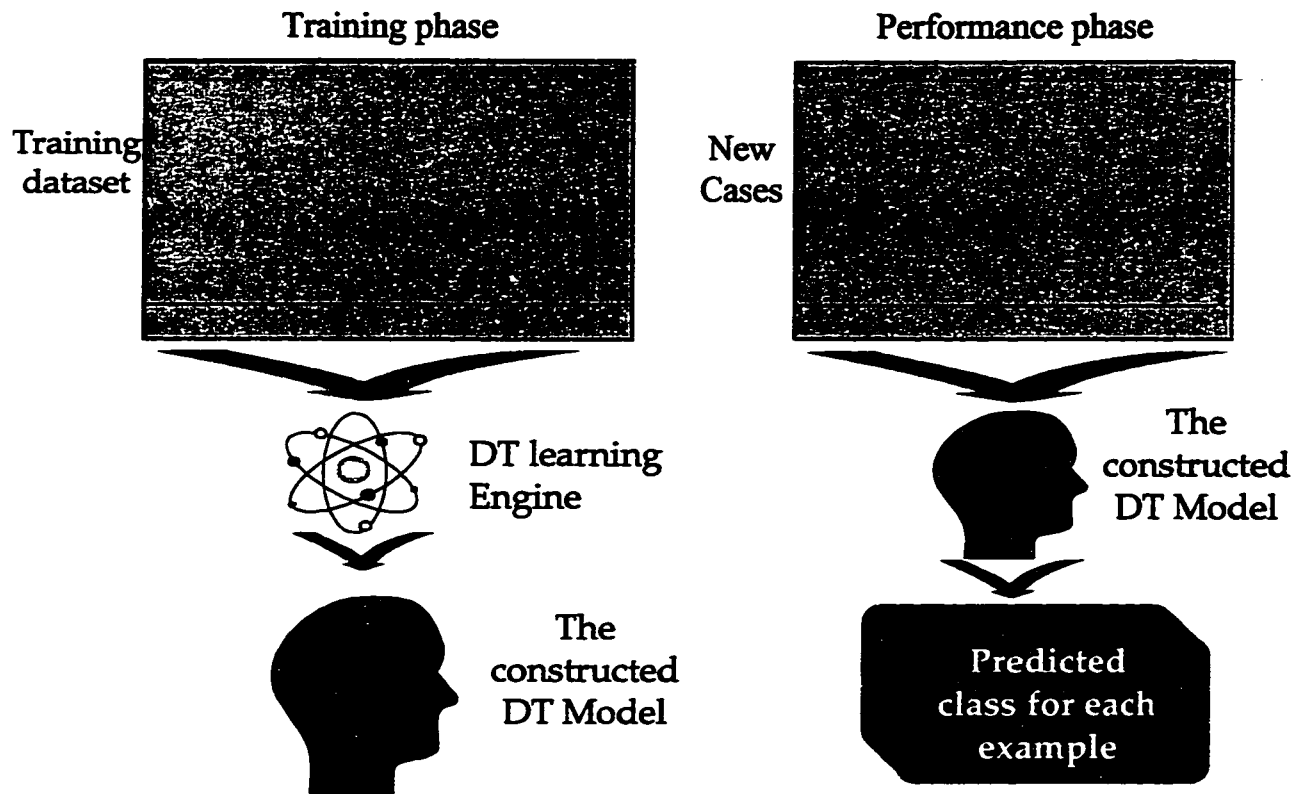 Training phase
Training
dataset
DT learning
Engine
The
constructed
DT Model
Performance phase
New
Cases
The
constructed
DT Model
Predicted
class for each
example